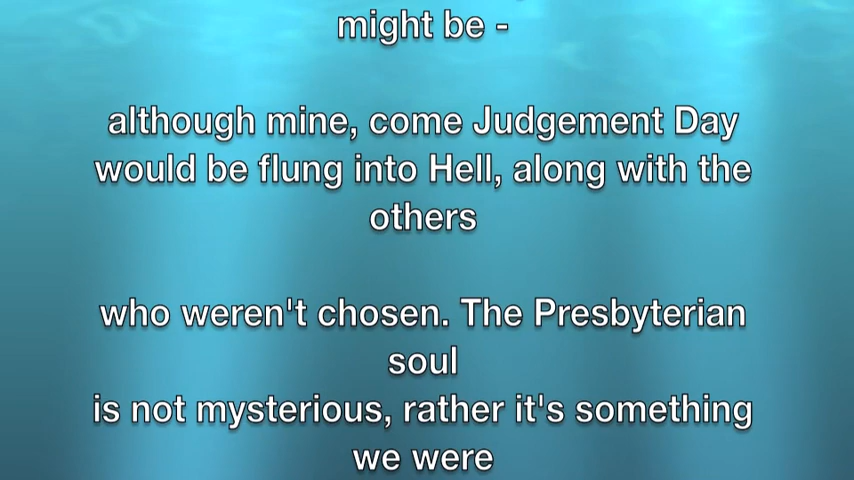 might be -
although mine, come Judgement Day
would be flung into Hell, along with the
others
who weren't chosen. The Presbyterian
soul
is not mysterious, rather it's something
we were